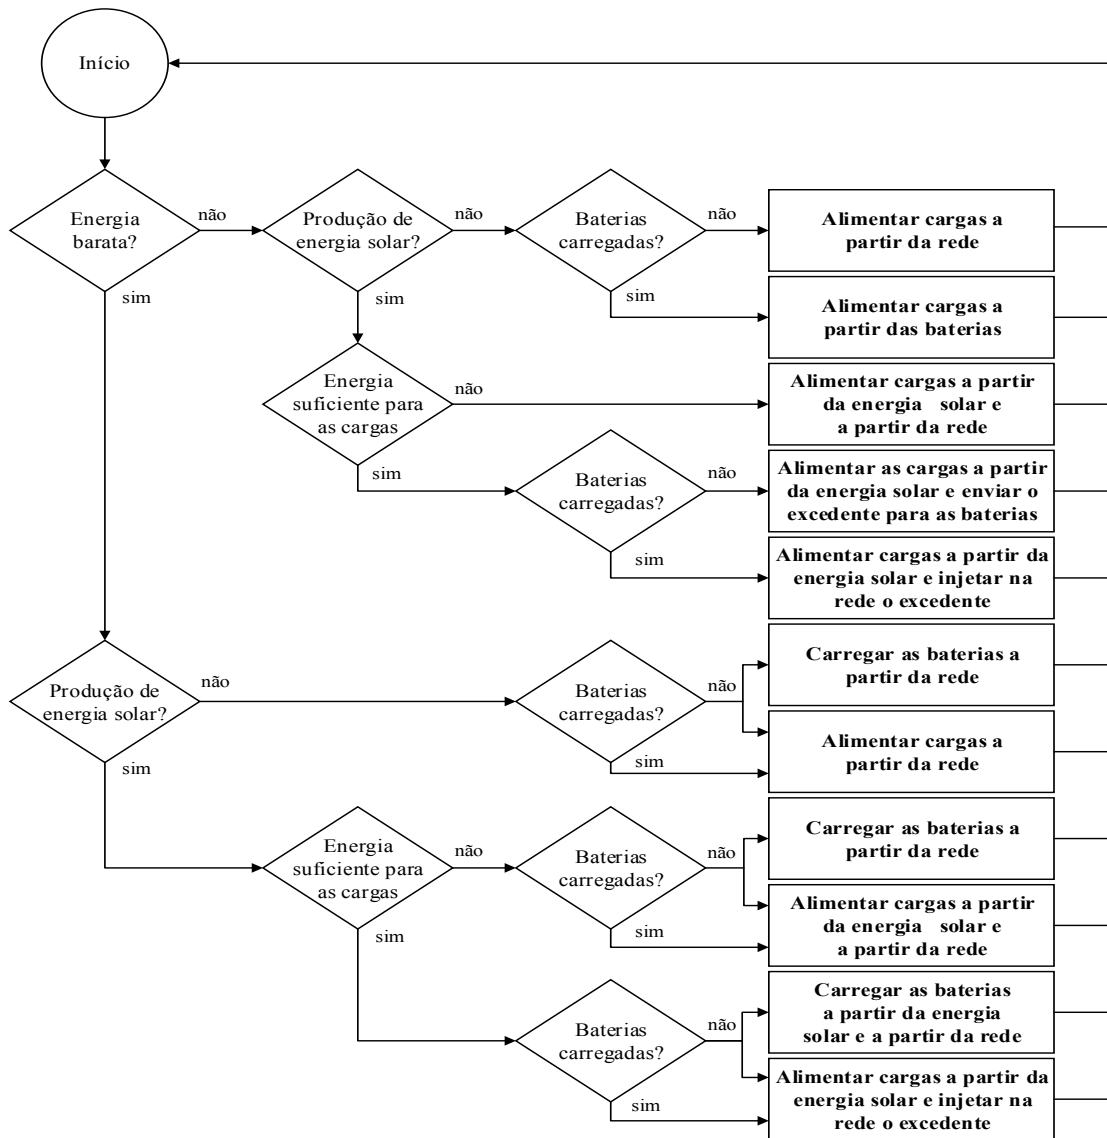 Início
Energia
barata?
não
sim
Produção de
energia solar?
não
sim
Baterias
carregadas?
não
sim
Alimentar cargas a
partir da rede
Alimentar cargas a
partir das baterias
Energia
suficiente para
as cargas
não
sim
Alimentar cargas a partir
da energia solar e
a partir da rede
Baterias
carregadas?
não
sim
Alimentar as cargas a partir
da energia solar e enviar o
excedente para as baterias
Alimentar cargas a partir da
energia solar e injetar na
rede o excedente
Produção de
energia solar?
não
sim
Baterias
carregadas?
não
sim
Carregar as baterias a
partir da rede
Alimentar cargas a
partir da rede
Energia
suficiente para
as cargas
não
sim
Baterias
carregadas?
não
sim
Carregar as baterias a
partir da rede
Alimentar cargas a partir
da energia solar e
a partir da rede
Baterias
carregadas?
não
sim
Carregar as baterias
a partir da energia
solar e a partir da rede
Alimentar cargas a partir da
energia solar e injetar na
rede o excedente